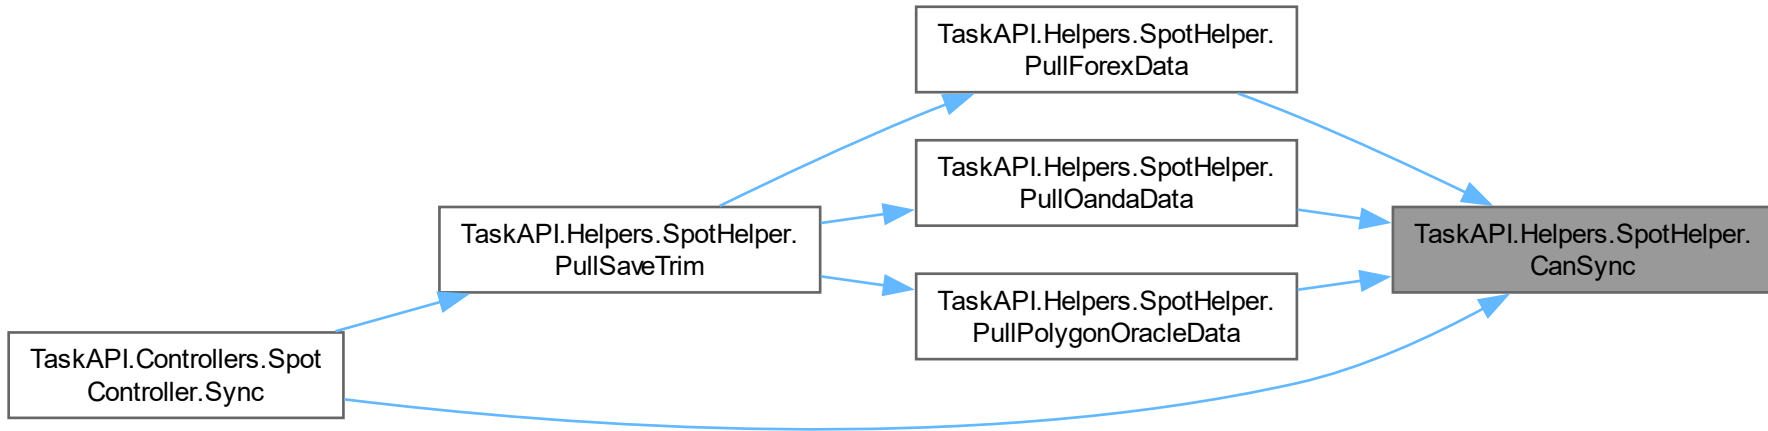 TaskAPI.Helpers.SpotHelper.
PullForexData
TaskAPI.Helpers.SpotHelper.
PullOandaData
TaskAPI.Helpers.SpotHelper.
PullSaveTrim
TaskAPI.Helpers.SpotHelper.
CanSync
TaskAPI.Helpers.SpotHelper.
PullPolygonOracleData
TaskAPI.Controllers.Spot
Controller.Sync